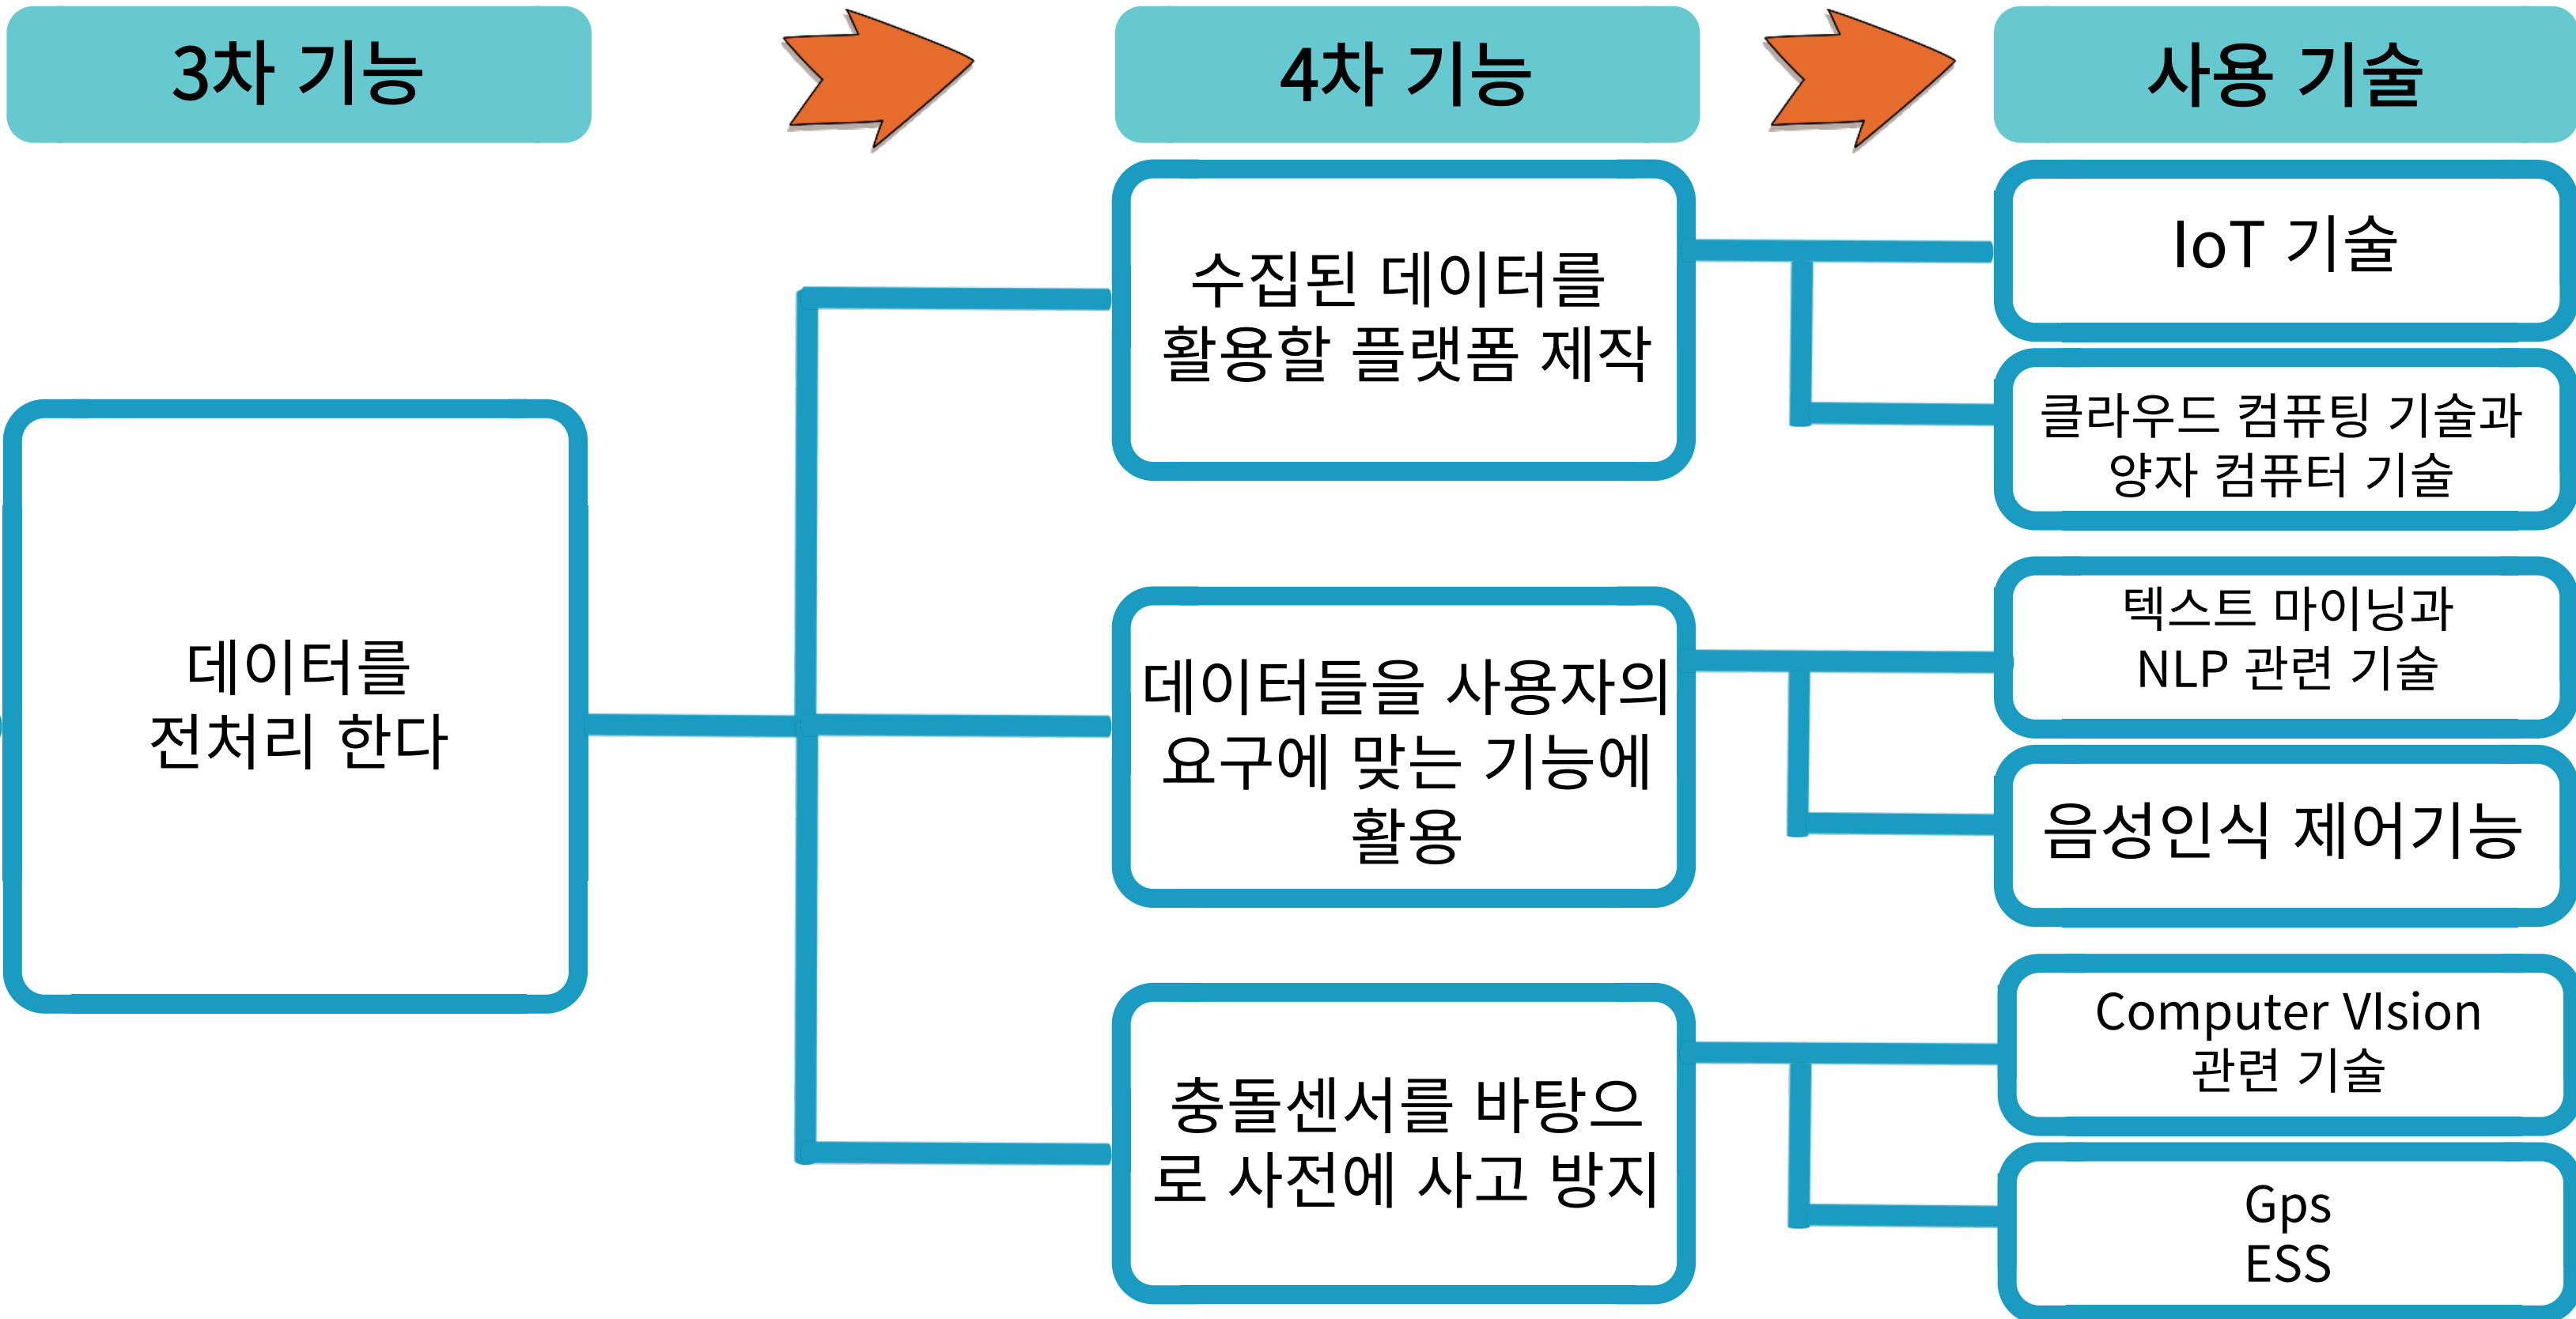 3차 기능
4차 기능
사용 기술
데이터를
전처리 한다
수집된 데이터를
활용할 플랫폼 제작
데이터들을 사용자의
요구에 맞는 기능에
활용
충돌센서를 바탕으
로 사전에 사고 방지
IoT 기술
클라우드 컴퓨팅 기술과
양자 컴퓨터 기술
텍스트 마이닝과
NLP 관련 기술
음성인식 제어기능
Computer VIsion
관련 기술
Gps
ESS